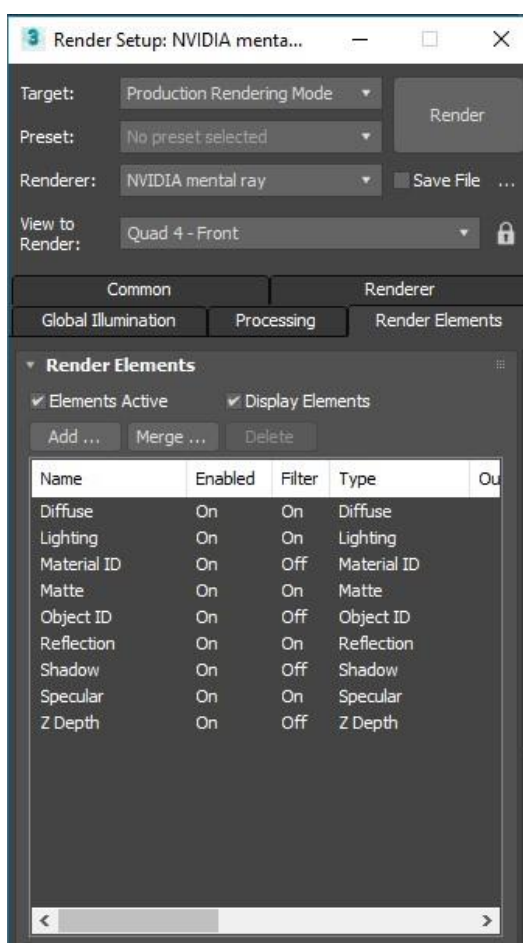 3 Render Setup: NVIDIA menta...
Target: Production Rendering Mode
Render
Preset: No preset selected
Renderer: NVIDIA mental ray Save File ...
View to Render: Quad 4 - Front
Common Renderer
Global Illumination Processing Render Elements
Render Elements
Elements Active Display Elements
Add ... Merge ... Delete
Name Enabled Filter Type Ou
Diffuse On On Diffuse
Lighting On On Lighting
Material ID On Off Material ID
Matte On On Matte
Object ID On Off Object ID
Reflection On On Reflection
Shadow On Off Shadow
Specular On On Specular
Z Depth On Off Z Depth